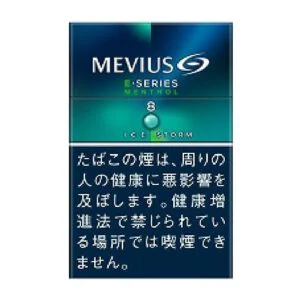 MEVIUS
E·SERIES
MENTHOL
8
ICE STORM
たばこの煙は、周りの
人の健康に悪影響を
及ぼします。健康増
進法で禁じられてい
る場所では喫煙でき
ません。